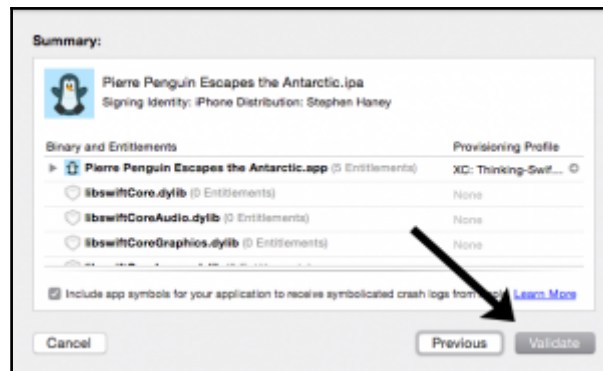 Summary:
Pierre Penguin Escapes the Antarctic.ipa
Signing Identity: iPhone Distribution: Stephen Haney
Binary and Entitlements Provisioning Profile
Pierre Penguin Escapes the Antarctic.app (5 Entitlements) XC: Thinking-Swif...
libswiftCore.dylib (0 Entitlements) None
libswiftCoreAudio.dylib (0 Entitlements) None
libswiftCoreGraphics.dylib (0 Entitlements) None
Include app symbols for your application to receive symbolicated crash logs from Learn More
Cancel Previous Validate